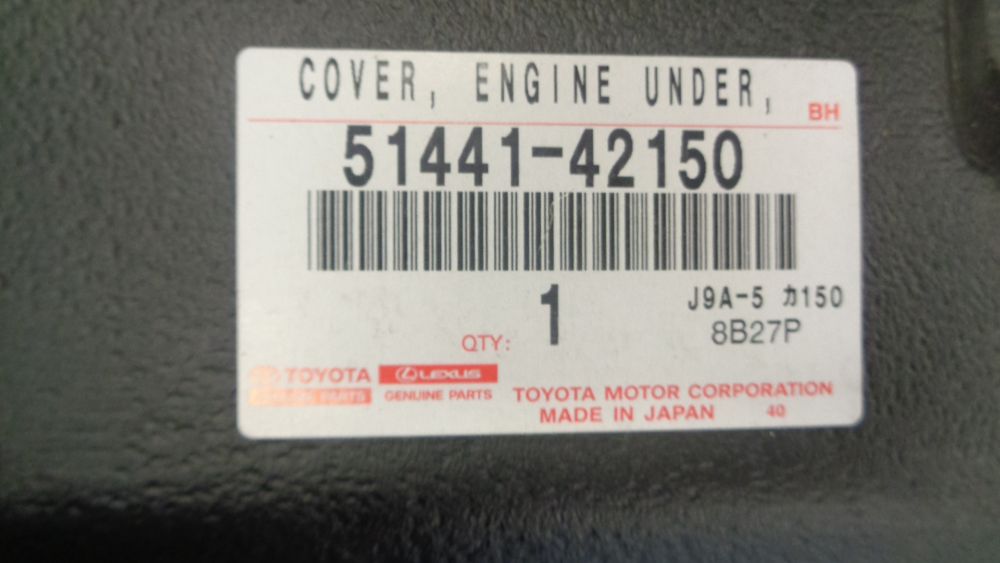 COVER, ENGINE UNDER,
BH
51441-42150
1
J9A-5 カ150
QTY:
8B27P
TOYOTA
LEXUS
PARTS
GENUINE PARTS
TOYOTA MOTOR CORPORATION
MADE IN JAPAN 40